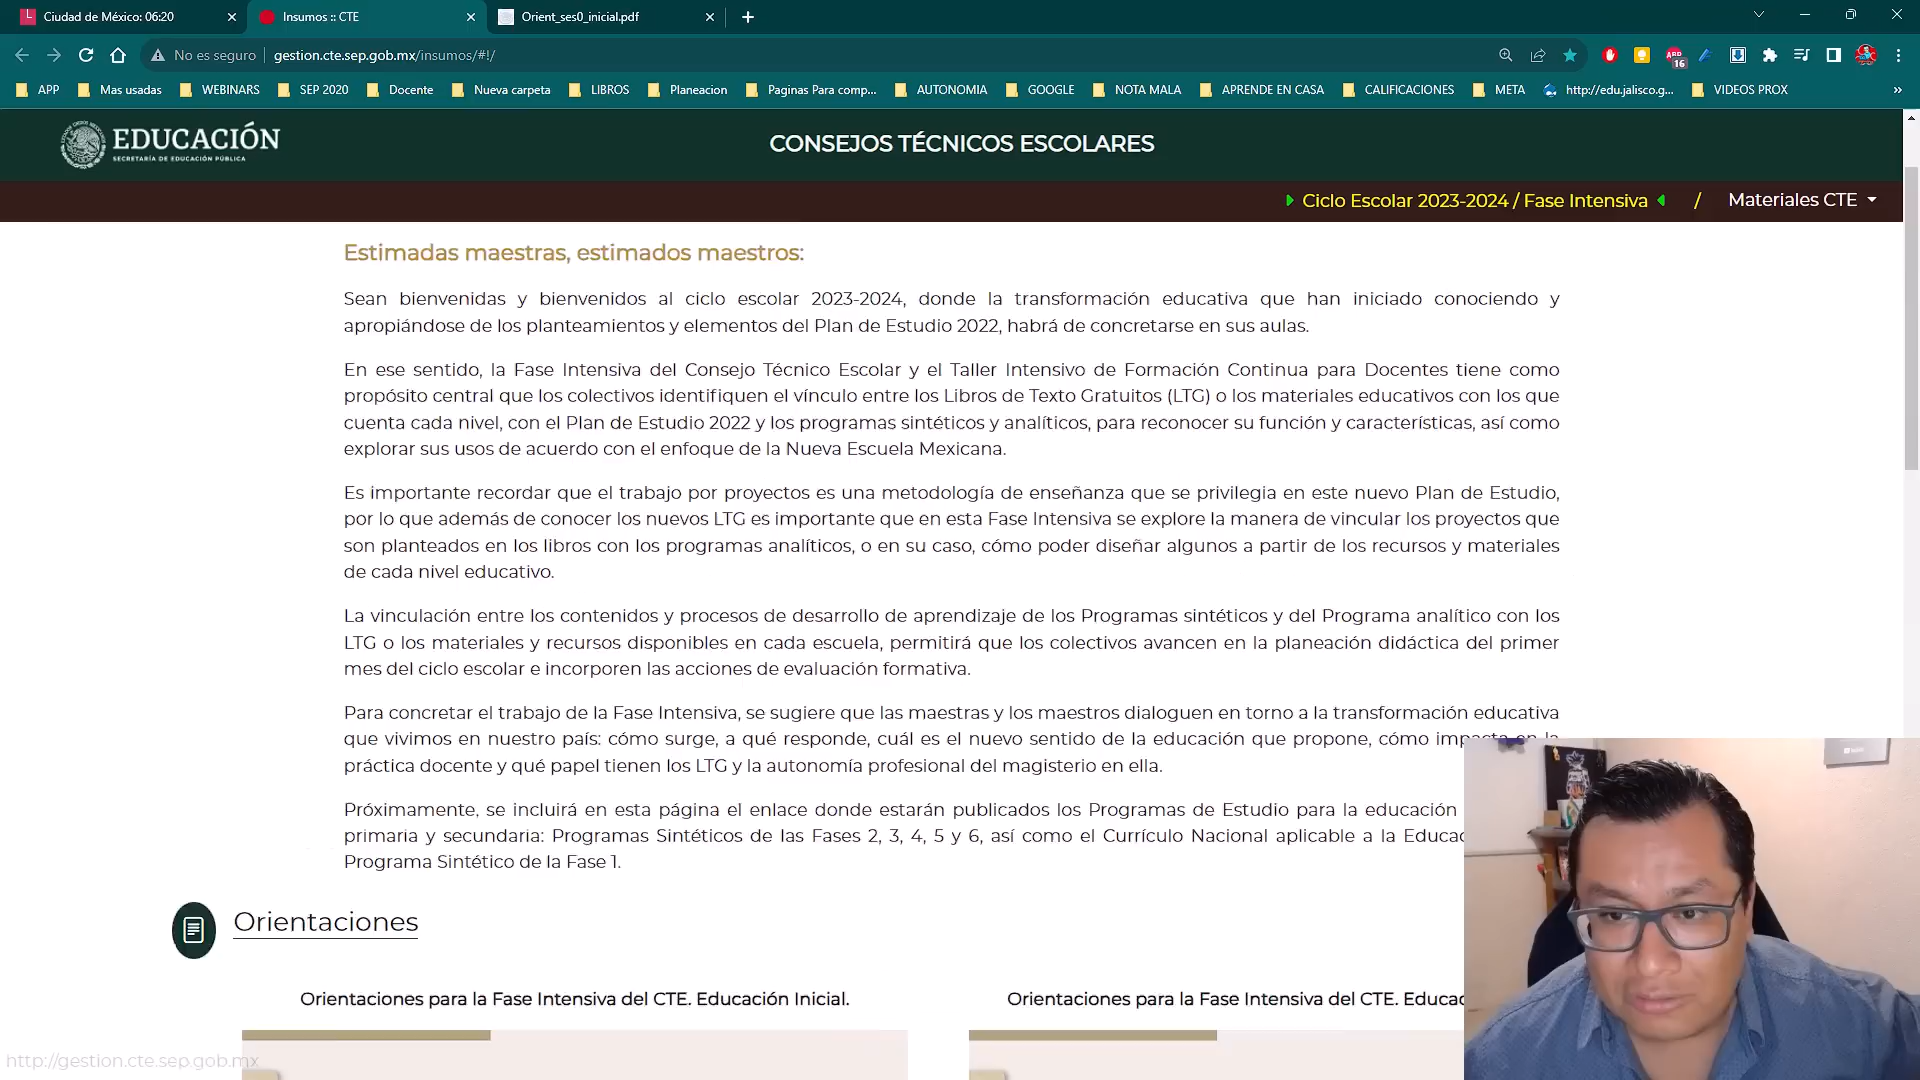 Ciudad de México: 06:20
Insumos :: CTE
Orient_ses0_inicial.pdf
No es seguro
gestion.cte.sep.gob.mx/insumos/#!/
ABP
16
APP
Mas usadas
WEBINARS
SEP 2020
Docente
Nueva carpeta
LIBROS
Planeacion
Paginas Para comp...
AUTONOMIA
GOOGLE
NOTA MALA
APRENDE EN CASA
CALIFICACIONES
META
http://edu.jalisco.g...
VIDEOS PROX
»
EDUCACIÓN
SECRETARÍA DE EDUCACIÓN PÚBLICA
CONSEJOS TÉCNICOS ESCOLARES
Ciclo Escolar 2023-2024 / Fase Intensiva
/
Materiales CTE
Estimadas maestras, estimados maestros:
Sean bienvenidas y bienvenidos al ciclo escolar 2023-2024, donde la transformación educativa que han iniciado conociendo y
apropiándose de los planteamientos y elementos del Plan de Estudio 2022, habrá de concretarse en sus aulas.
En ese sentido, la Fase Intensiva del Consejo Técnico Escolar y el Taller Intensivo de Formación Continua para Docentes tiene como
propósito central que los colectivos identifiquen el vínculo entre los Libros de Texto Gratuitos (LTG) o los materiales educativos con los que
cuenta cada nivel, con el Plan de Estudio 2022 y los programas sintéticos y analíticos, para reconocer su función y características, así como
explorar sus usos de acuerdo con el enfoque de la Nueva Escuela Mexicana.
Es importante recordar que el trabajo por proyectos es una metodología de enseñanza que se privilegia en este nuevo Plan de Estudio,
por lo que además de conocer los nuevos LTG es importante que en esta Fase Intensiva se explore la manera de vincular los proyectos que
son planteados en los libros con los programas analíticos, o en su caso, cómo poder diseñar algunos a partir de los recursos y materiales
de cada nivel educativo.
La vinculación entre los contenidos y procesos de desarrollo de aprendizaje de los Programas sintéticos y del Programa analítico con los
LTG o los materiales y recursos disponibles en cada escuela, permitirá que los colectivos avancen en la planeación didáctica del primer
mes del ciclo escolar e incorporen las acciones de evaluación formativa.
Para concretar el trabajo de la Fase Intensiva, se sugiere que las maestras y los maestros dialoguen en torno a la transformación educativa
que vivimos en nuestro país: cómo surge, a qué responde, cuál es el nuevo sentido de la educación que propone, cómo impacta en la
práctica docente y qué papel tienen los LTG y la autonomía profesional del magisterio en ella.
Próximamente, se incluirá en esta página el enlace donde estarán publicados los Programas de Estudio para la educación
primaria y secundaria: Programas Sintéticos de las Fases 2, 3, 4, 5 y 6, así como el Currículo Nacional aplicable a la Educa
Programa Sintético de la Fase 1.
Orientaciones
Orientaciones para la Fase Intensiva del CTE. Educación Inicial.
Orientaciones para la Fase Intensiva del CTE. Educac
http://gestion.cte.sep.gob.mx